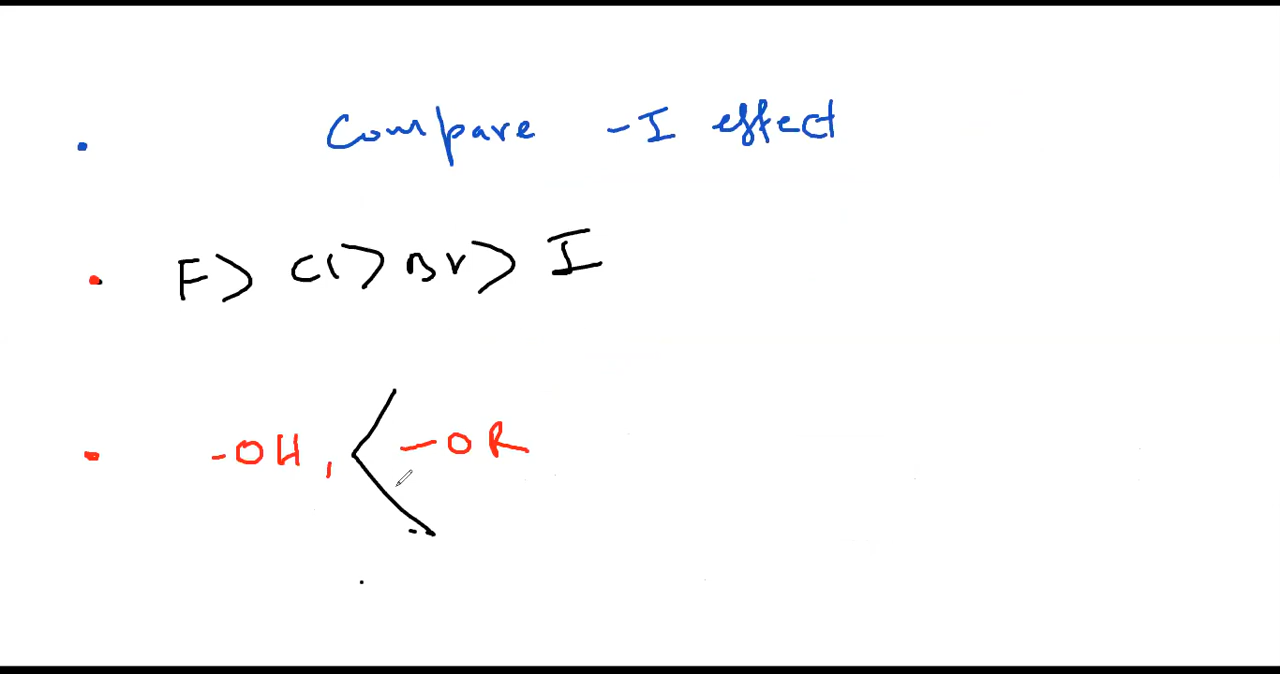 Compare -I effect
F > Cl > Br > I
-OH, < -OR